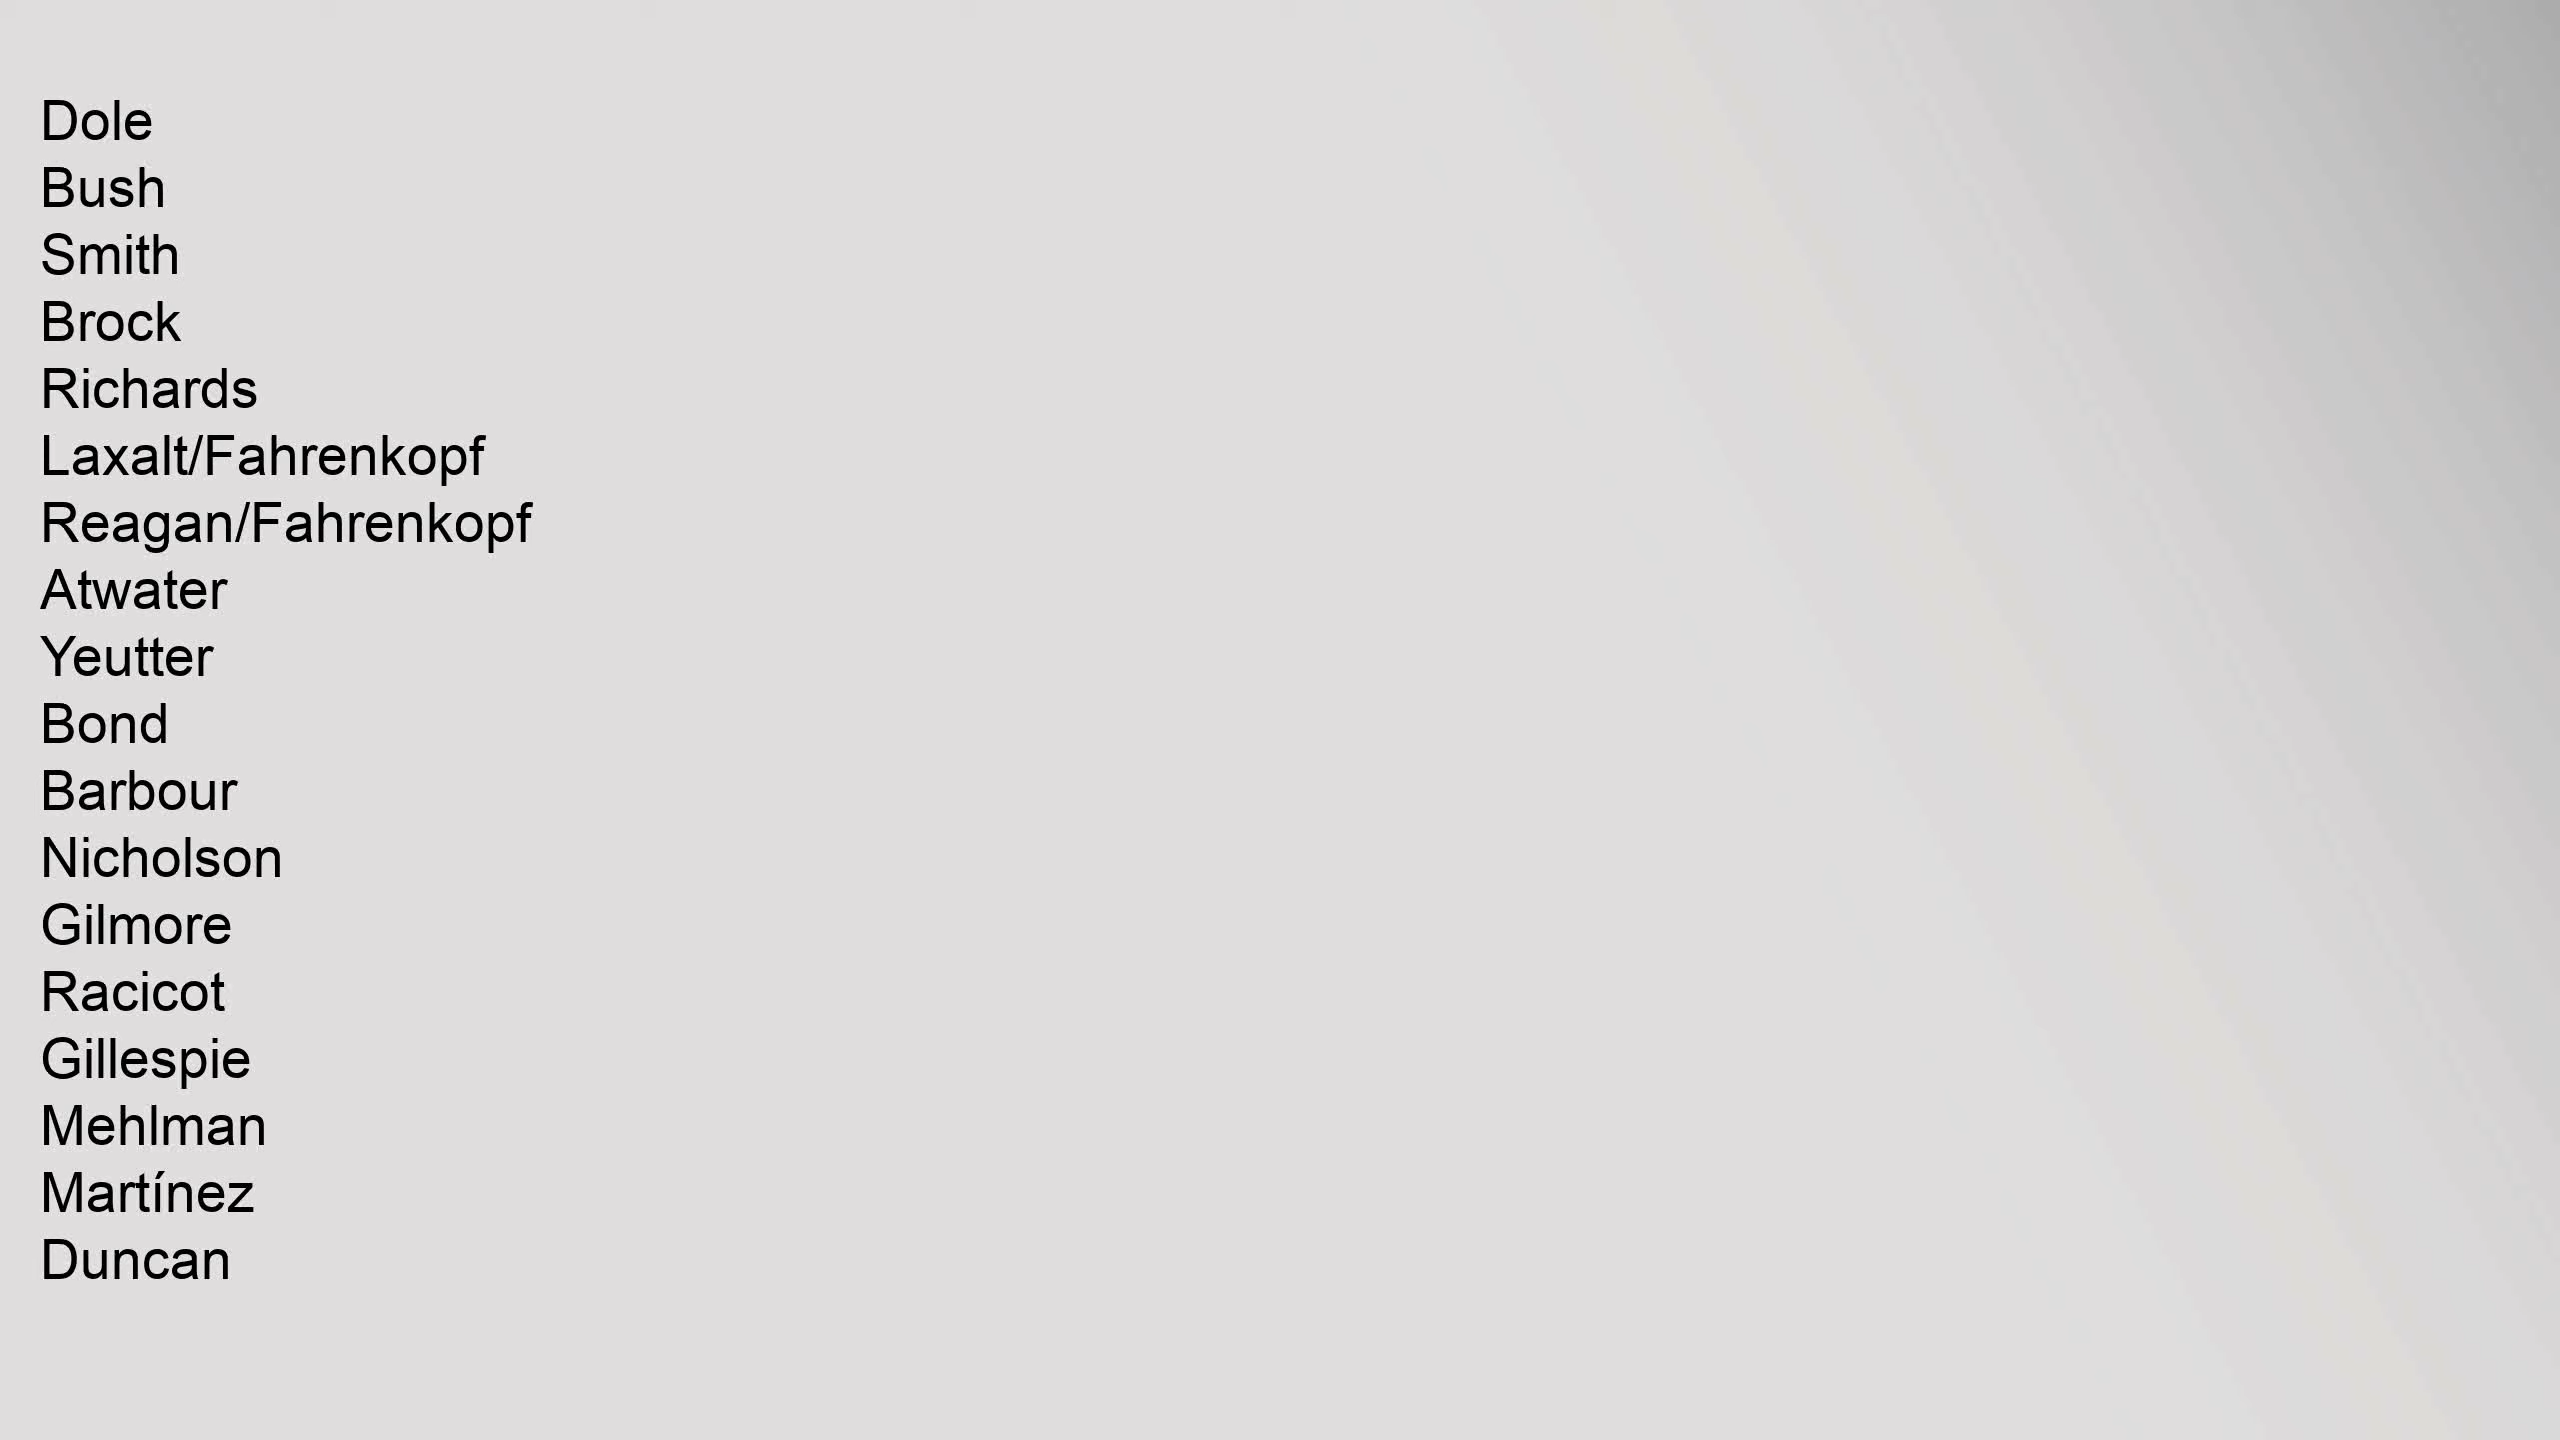 Dole
Bush
Smith
Brock
Richards
Laxalt/Fahrenkopf
Reagan/Fahrenkopf
Atwater
Yeutter
Bond
Barbour
Nicholson
Gilmore
Racicot
Gillespie
Mehlman
Martínez
Duncan